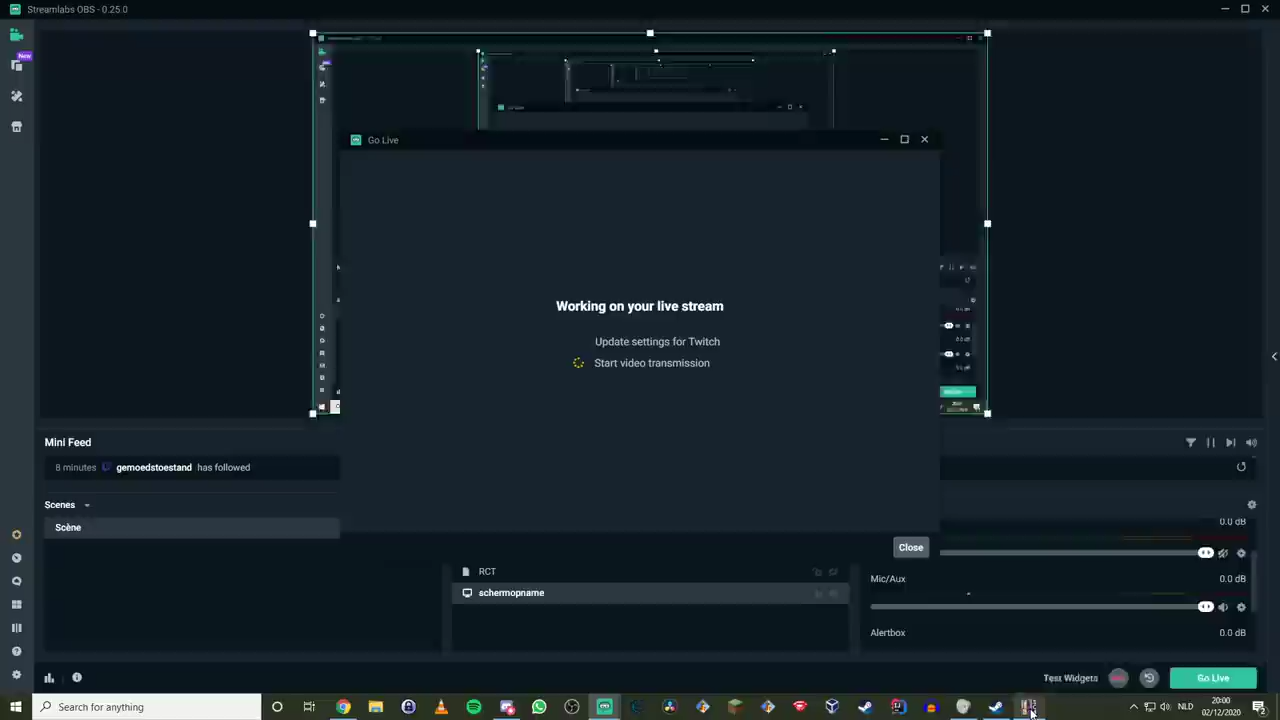 Streamlabs OBS - 0.25.0
New
Go Live
Working on your live stream
Update settings for Twitch
Start video transmission
Mini Feed
8 minutes gemoedstoestand has followed
Scenes
Scène
0.0 dB
Close
RCT
Mic/Aux 0.0 dB
schermopname
Alertbox 0.0 dB
Test Widgets
Go Live
Search for anything
NLD
20:00
02/12/2020
7